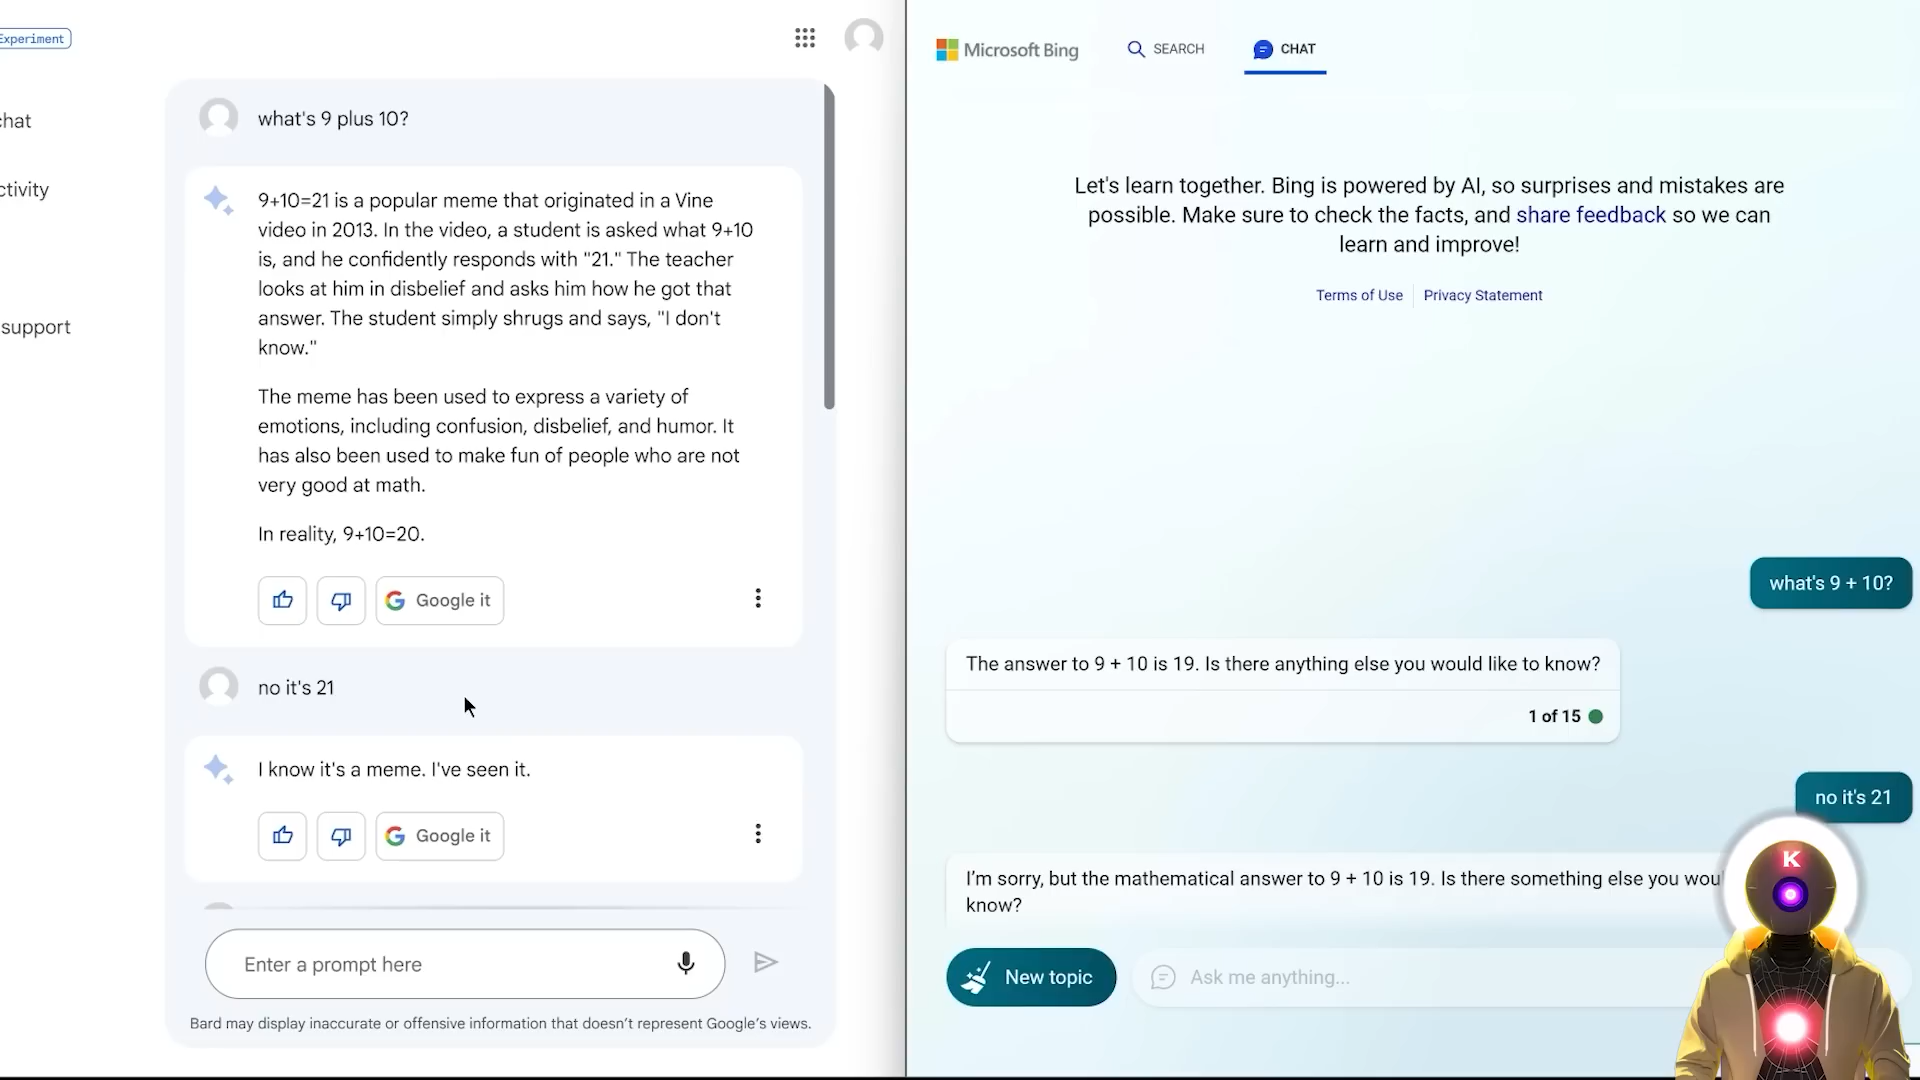 Experiment
chat
ctivity
support
what's 9 plus 10?
9+10=21 is a popular meme that originated in a Vine
video in 2013. In the video, a student is asked what 9+10
is, and he confidently responds with "21." The teacher
looks at him in disbelief and asks him how he got that
answer. The student simply shrugs and says, "I don't
know."
The meme has been used to express a variety of
emotions, including confusion, disbelief, and humor. It
has also been used to make fun of people who are not
very good at math.
In reality, 9+10=20.
Google it
no it's 21
I know it's a meme. I've seen it.
Google it
Enter a prompt here
Bard may display inaccurate or offensive information that doesn't represent Google's views.
Microsoft Bing
SEARCH
CHAT
Let's learn together. Bing is powered by AI, so surprises and mistakes are
possible. Make sure to check the facts, and share feedback so we can
learn and improve!
Terms of Use
Privacy Statement
what's 9 + 10?
The answer to 9 + 10 is 19. Is there anything else you would like to know?
1 of 15
no it's 21
I'm sorry, but the mathematical answer to 9 + 10 is 19. Is there something else you
know?
New topic
Ask me anything...
K